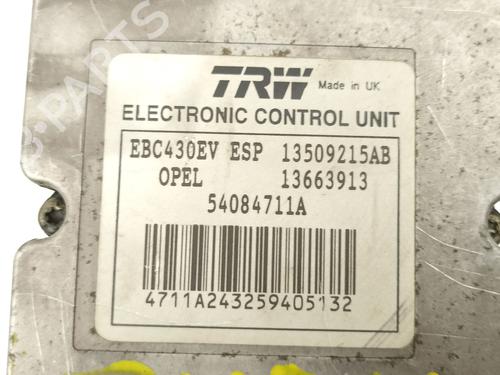 TRW Made in UK
ELECTRONIC CONTROL UNIT
EBC430EV ESP 13509215AB
OPEL 13663913
54084711A
4711A243259405132